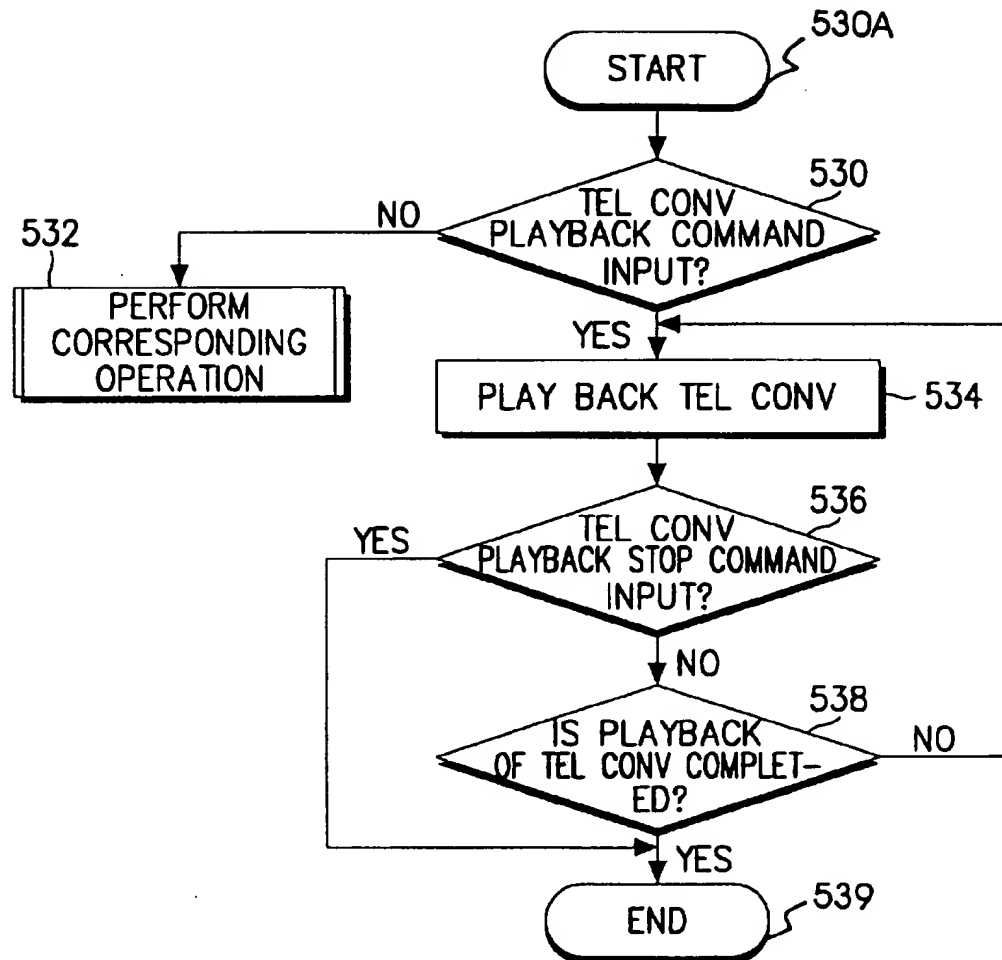 530A
START
530
TEL CONV
PLAYBACK COMMAND
INPUT?
NO
532
PERFORM
CORRESPONDING
OPERATION
YES
PLAY BACK TEL CONV
534
536
TEL CONV
PLAYBACK STOP COMMAND
INPUT?
YES
NO
538
IS PLAYBACK
OF TEL CONV COMPLET-
ED?
NO
YES
END
539